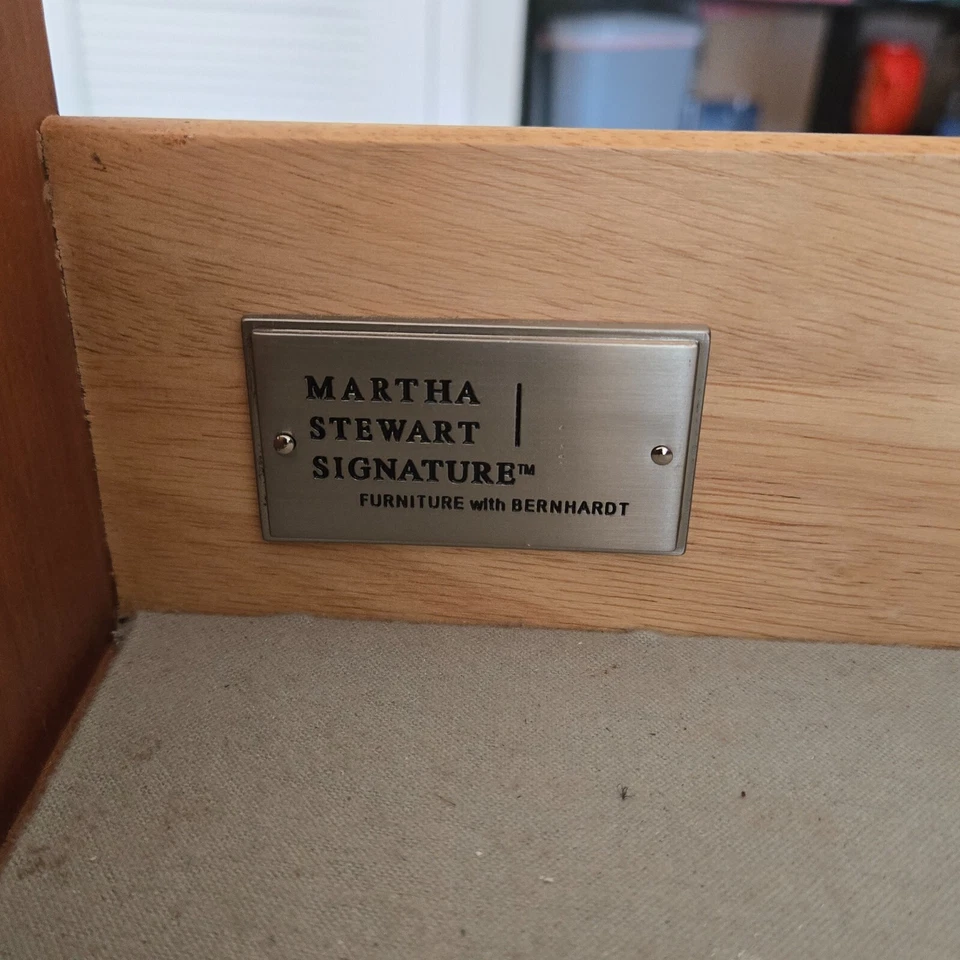 MARTHA
STEWART
SIGNATURE™
FURNITURE with BERNHARDT